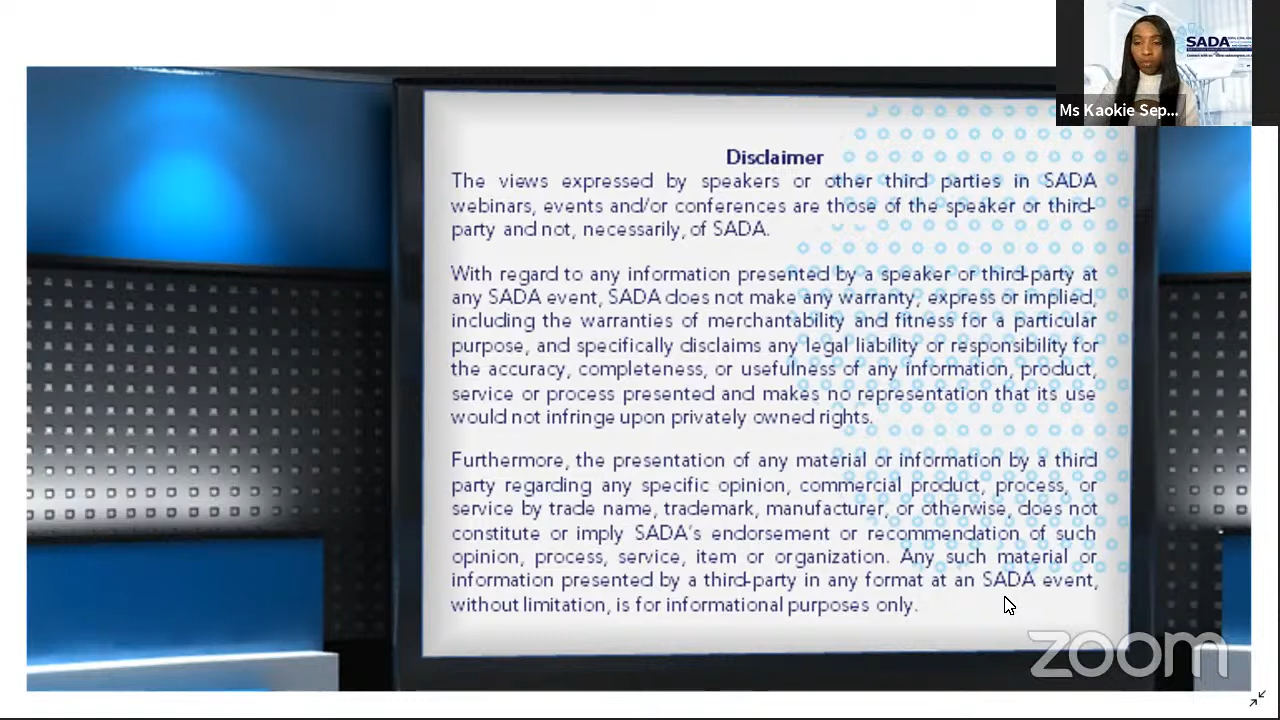 SADA
Ms Kaokie Sep...
Disclaimer
The views expressed by speakers or other third parties in SADA
webinars, events and/or conferences are those of the speaker or third-
party and not, necessarily, of SADA.
With regard to any information presented by a speaker or third-party at
any SADA event, SADA does not make any warranty, express or implied,
including the warranties of merchantability and fitness for a particular
purpose, and specifically disclaims any legal liability or responsibility for
the accuracy, completeness, or usefulness of any information, product,
service or process presented and makes no representation that its use
would not infringe upon privately owned rights.
Furthermore, the presentation of any material or information by a third
party regarding any specific opinion, commercial product, process, or
service by trade name, trademark, manufacturer, or otherwise, does not
constitute or imply SADA's endorsement or recommendation of such
opinion, process, service, item or organization. Any such material or
information presented by a third-party in any format at an SADA event,
without limitation, is for informational purposes only.
zoom